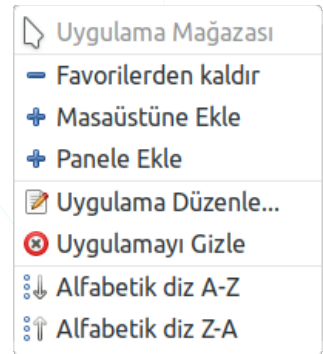 Uygulama Mağazası
Favorilerden kaldır
Masaüstüne Ekle
Panele Ekle
Uygulama Düzenle...
Uygulamayı Gizle
Alfabetik diz A-Z
Alfabetik diz Z-A